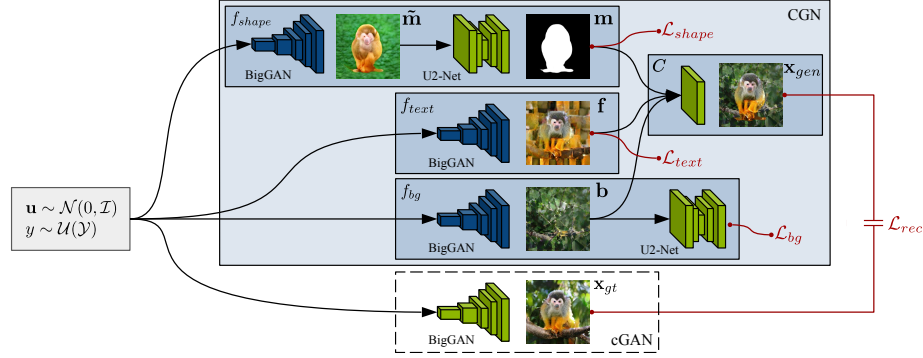 f_shape
m̃
m
CGN
BigGAN
U2-Net
ℒ_shape
C
x_gen
f_text
f
BigGAN
ℒ_text
u ∼ 𝒩(0, ℐ)
y ∼ 𝒰(𝒴)
f_bg
b
BigGAN
U2-Net
ℒ_bg
ℒ_rec
x_gt
BigGAN
cGAN